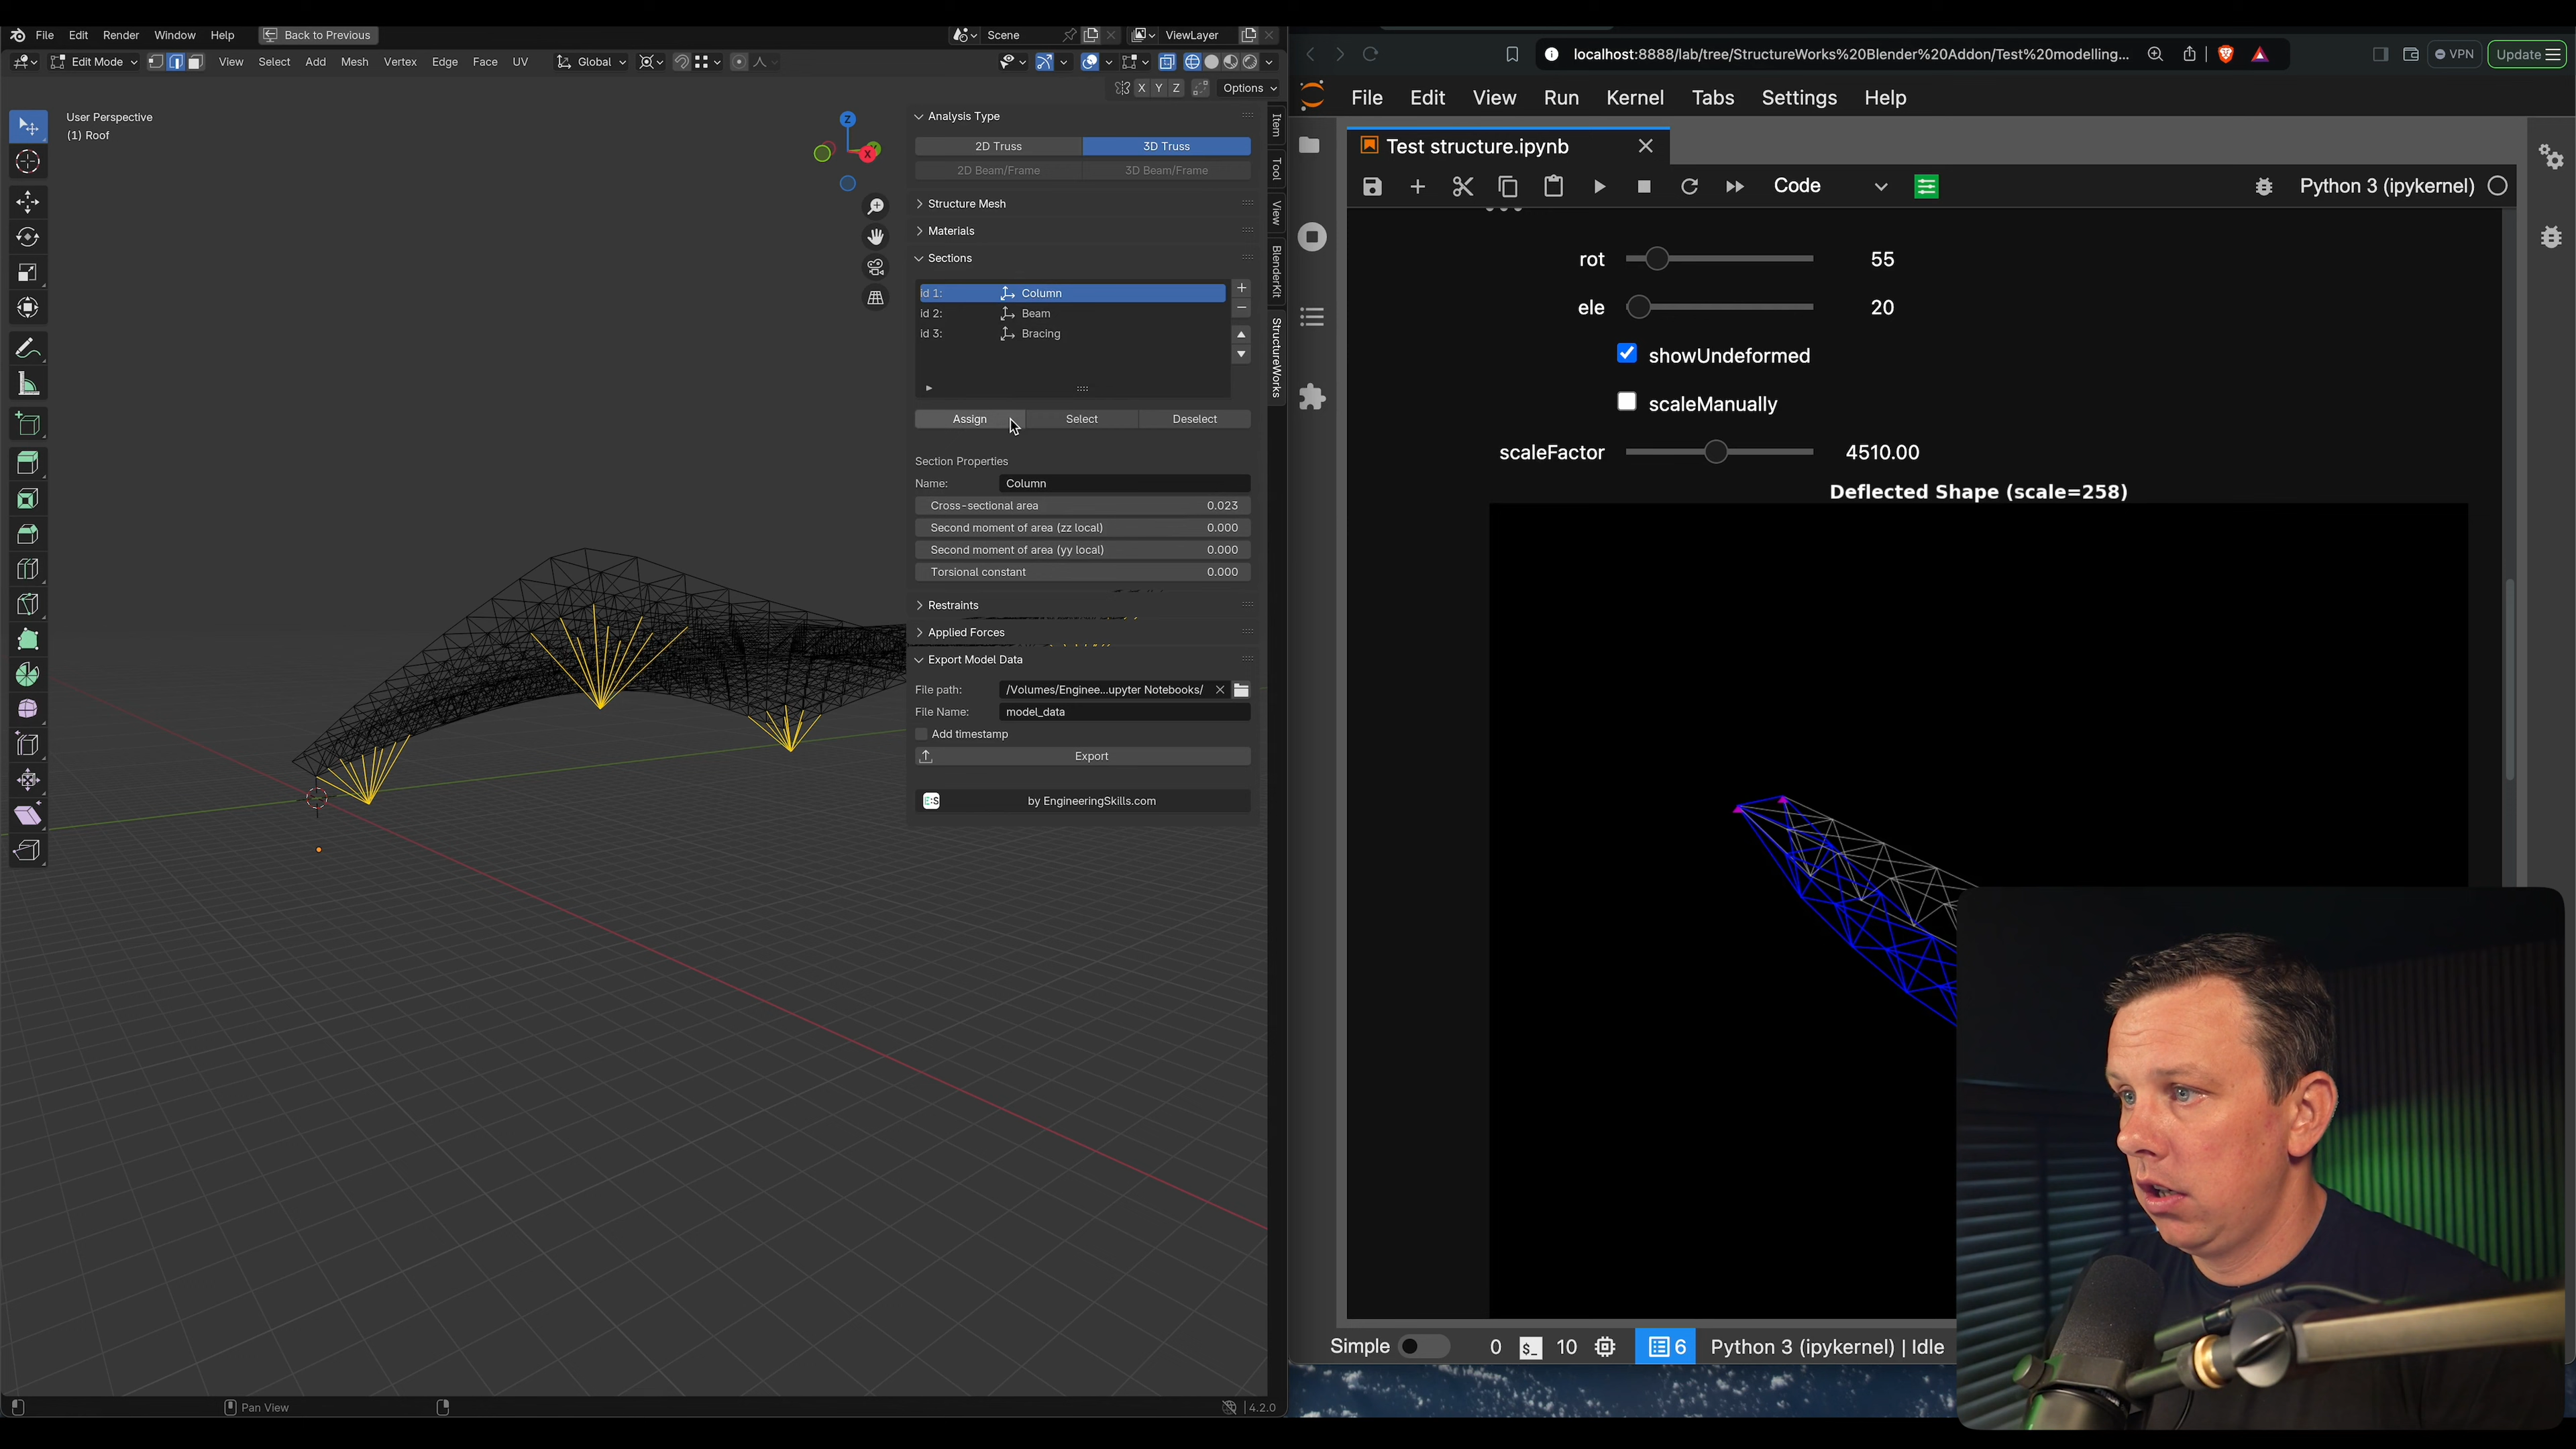 File Edit Render Window Help Back to Previous Scene ViewLayer
Edit Mode View Select Add Mesh Vertex Edge Face UV Global
X Y Z Options
User Perspective
(1) Roof
Z
X
Analysis Type
2D Truss 3D Truss
2D Beam/Frame 3D Beam/Frame
Structure Mesh
Materials
Sections
id 1: Column
id 2: Beam
id 3: Bracing
Assign Select Deselect
Section Properties
Name: Column
Cross-sectional area 0.023
Second moment of area (zz local) 0.000
Second moment of area (yy local) 0.000
Torsional constant 0.000
Restraints
Applied Forces
Export Model Data
File path: /Volumes/Enginee...upyter Notebooks/
File Name: model_data
Add timestamp
Export
E:S by EngineeringSkills.com
Item
Tool
View
BlenderKit
StructureWorks
Pan View
4.2.0
localhost:8888/lab/tree/StructureWorks%20Blender%20Addon/Test%20modelling... VPN Update
File Edit View Run Kernel Tabs Settings Help
Test structure.ipynb
Code Python 3 (ipykernel)
rot 55
ele 20
showUndeformed
scaleManually
scaleFactor 4510.00
Deflected Shape (scale=258)
Simple 0 $_ 10 6 Python 3 (ipykernel) | Idle